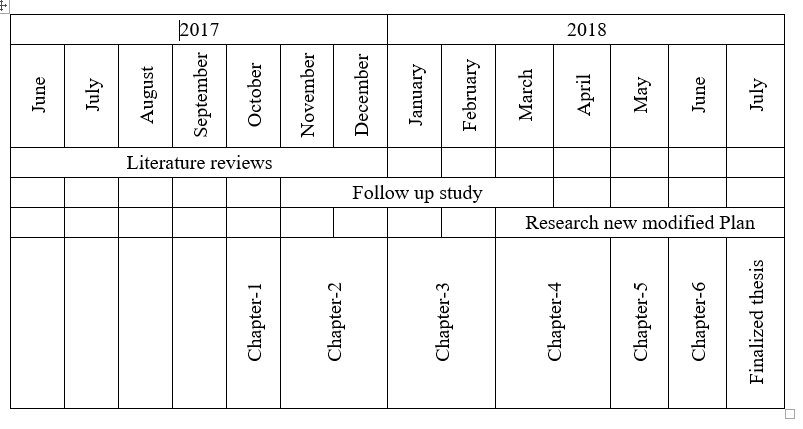 2017 2018
June July August September October November December January February March April May June July
Literature reviews
Follow up study
Research new modified Plan
Chapter-1 Chapter-2 Chapter-3 Chapter-4 Chapter-5 Chapter-6 Finalized thesis